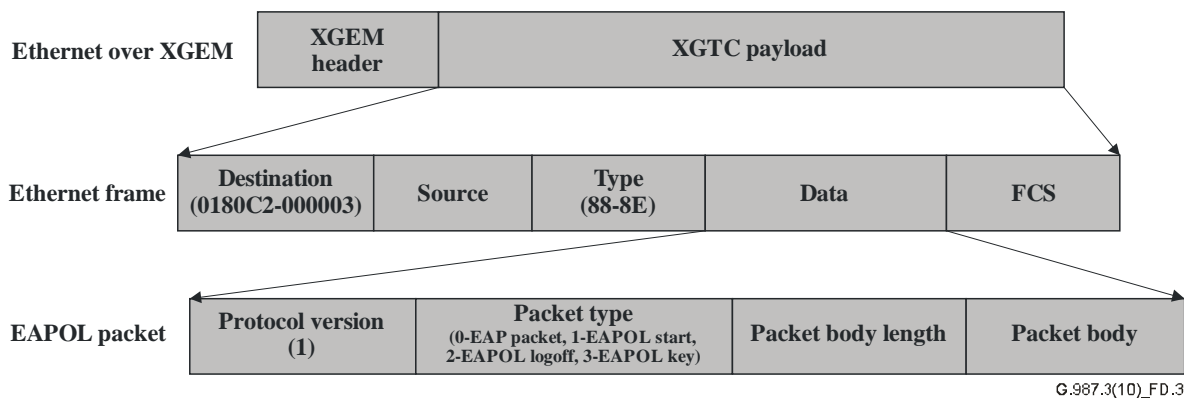 Ethernet over XGEM
XGEM
header
XGTC payload
Ethernet frame
Destination
(0180C2-000003)
Source
Type
(88-8E)
Data
FCS
EAPOL packet
Protocol version
(1)
Packet type
(0-EAP packet, 1-EAPOL start,
2-EAPOL logoff, 3-EAPOL key)
Packet body length
Packet body
G.987.3(10)_FD.3